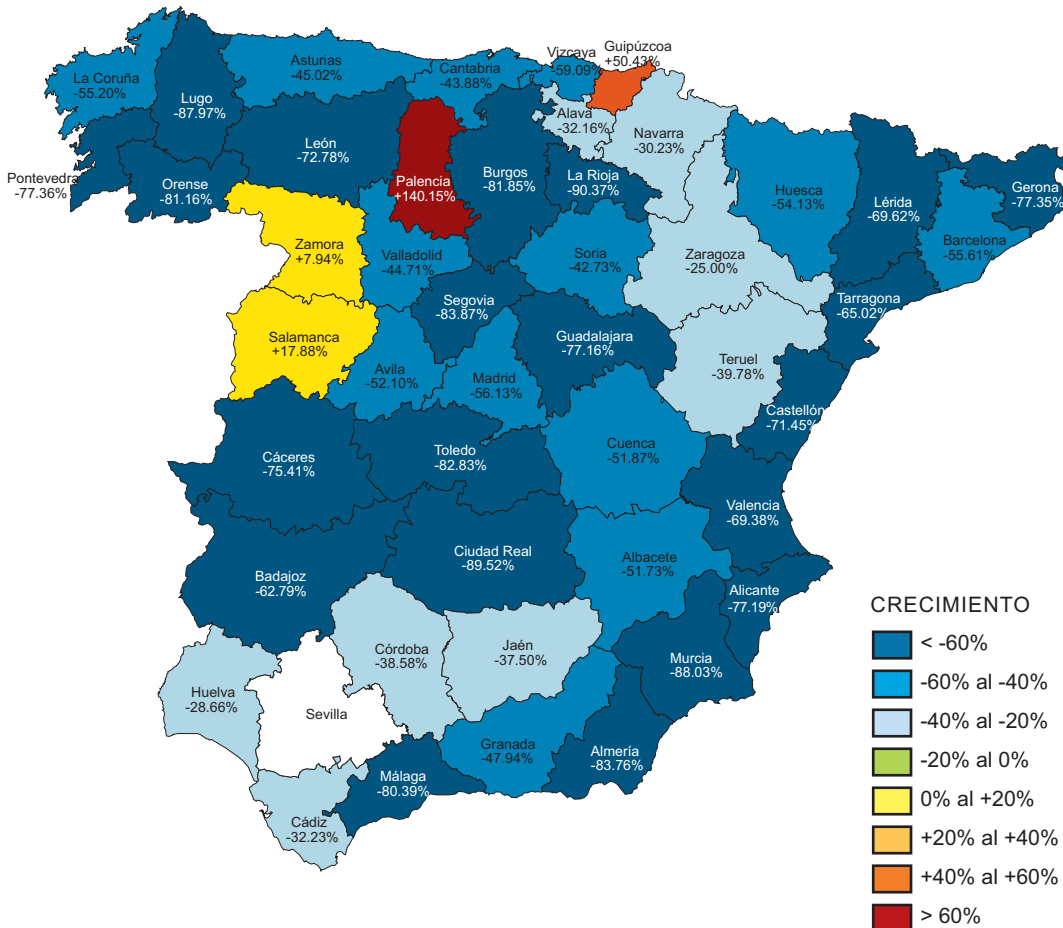 La Coruña
-55.20%
Lugo
-87.97%
Asturias
-45.02%
Cantabria
-43.88%
Vizcaya
-59.09%
Guipúzcoa
+50.43%
Alava
-32.16%
Navarra
-30.23%
Pontevedra
-77.36%
Orense
-81.16%
León
-72.78%
Palencia
+140.15%
Burgos
-81.85%
La Rioja
-90.37%
Huesca
-54.13%
Lérida
-69.62%
Gerona
-77.35%
Barcelona
-55.61%
Zamora
+7.94%
Valladolid
-44.71%
Soria
-42.73%
Zaragoza
-25.00%
Tarragona
-65.02%
Segovia
-83.87%
Salamanca
+17.88%
Avila
-52.10%
Madrid
-56.13%
Guadalajara
-77.16%
Teruel
-39.78%
Castellón
-71.45%
Cáceres
-75.41%
Toledo
-82.83%
Cuenca
-51.87%
Valencia
-69.38%
Badajoz
-62.79%
Ciudad Real
-89.52%
Albacete
-51.73%
Alicante
-77.19%
Huelva
-28.66%
Sevilla
Córdoba
-38.58%
Jaén
-37.50%
Murcia
-88.03%
Granada
-47.94%
Almería
-83.76%
Málaga
-80.39%
Cádiz
-32.23%
CRECIMIENTO
< -60%
-60% al -40%
-40% al -20%
-20% al 0%
0% al +20%
+20% al +40%
+40% al +60%
> 60%